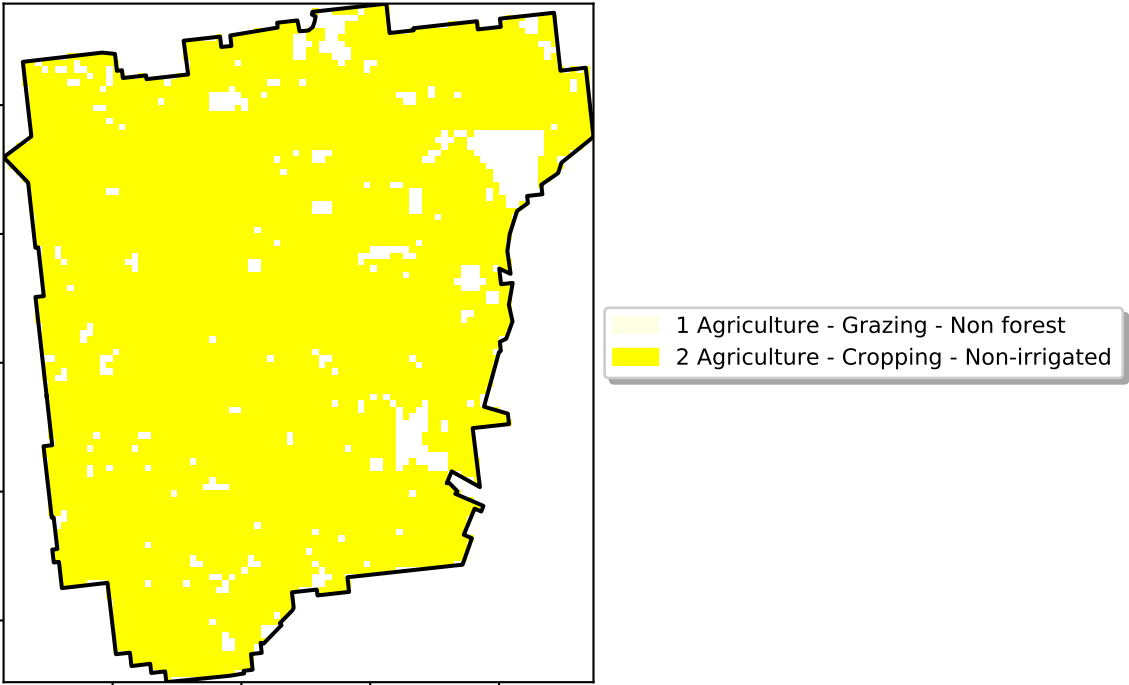 1 Agriculture - Grazing - Non forest
2 Agriculture - Cropping - Non-irrigated